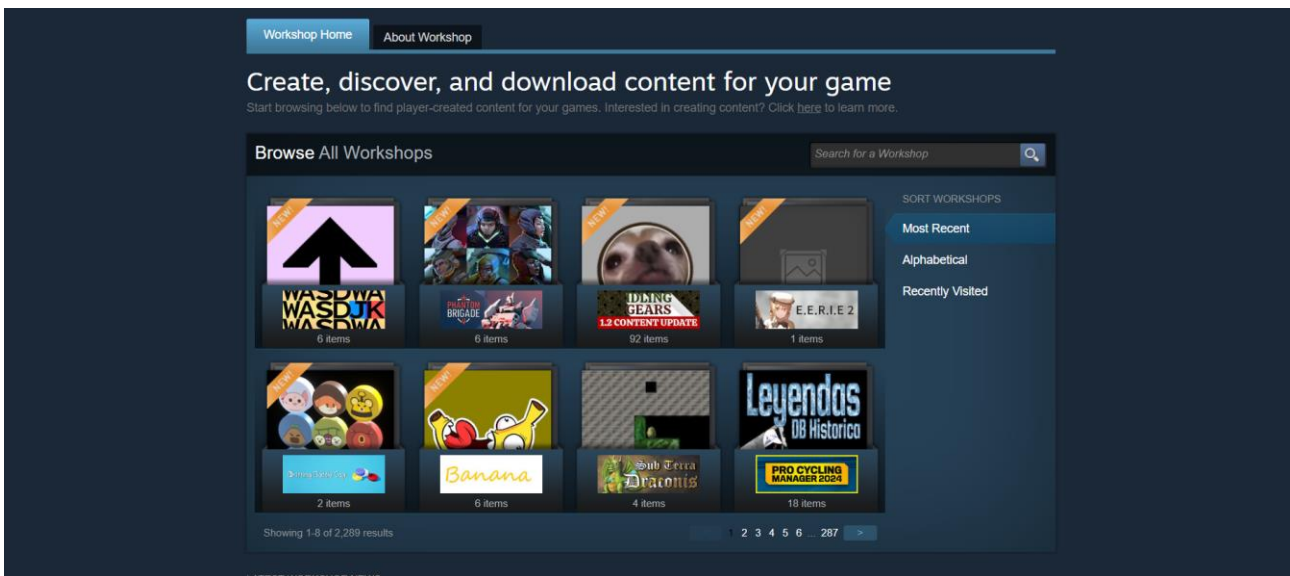 Workshop Home
About Workshop
Create, discover, and download content for your game
Start browsing below to find player-created content for your games. Interested in creating content? Click here to learn more.
Browse All Workshops
Search for a Workshop
SORT WORKSHOPS
Most Recent
Alphabetical
Recently Visited
NEW!
NEW!
NEW!
NEW!
WASDWA
WASDJK
WASDWA
6 items
PHANTOM
BRIGADE
6 items
IDLING
GEARS
1.2 CONTENT UPDATE
92 items
E.E.R.I.E 2
1 items
NEW!
NEW!
Leyendas
DB Historico
2 items
Banana
6 items
Sub Terra
Draconis
4 items
PRO CYCLING
MANAGER 2024
18 items
Showing 1-8 of 2,289 results
1 2 3 4 5 6 ... 287 >